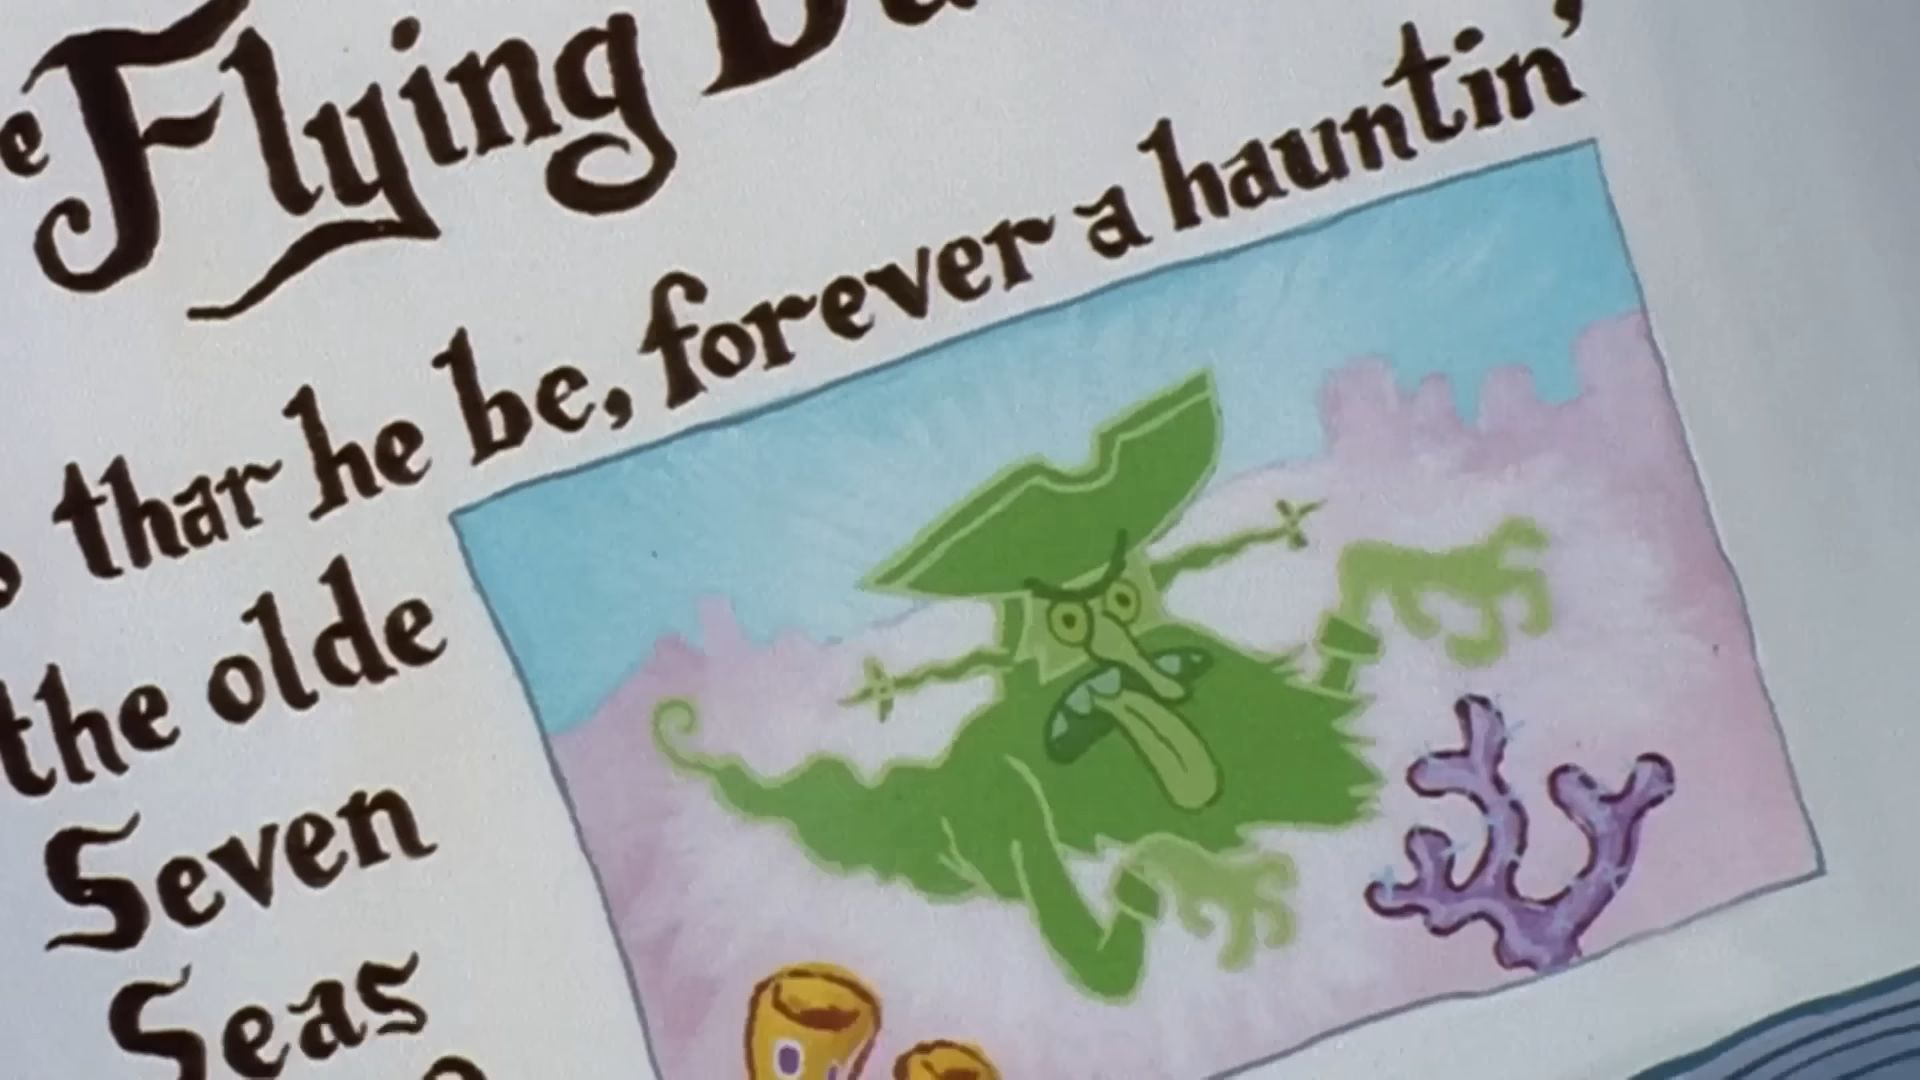 Flying
thar he be, forever a hauntin'
the olde
Seven
Seas